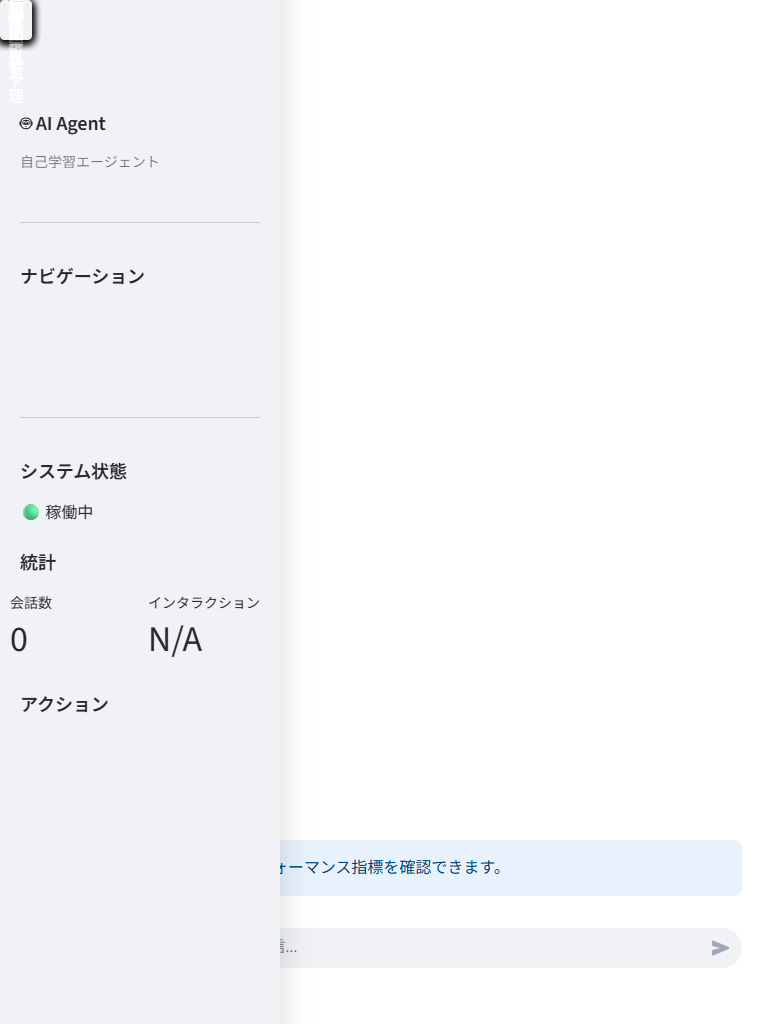 AI Agent
自己学習エージェント
ナビゲーション
システム状態
稼働中
統計
会話数
インタラクション
0
N/A
アクション
ォーマンス指標を確認できます。
信...